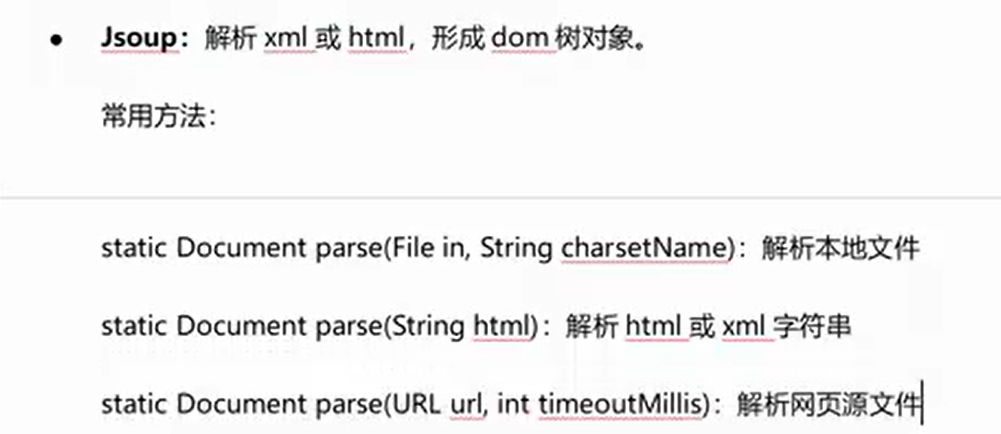 ● Jsoup：解析 xml 或 html，形成 dom 树对象。
常用方法：
static Document parse(File in, String charsetName)：解析本地文件
static Document parse(String html)：解析 html 或 xml 字符串
static Document parse(URL url, int timeoutMillis)：解析网页源文件